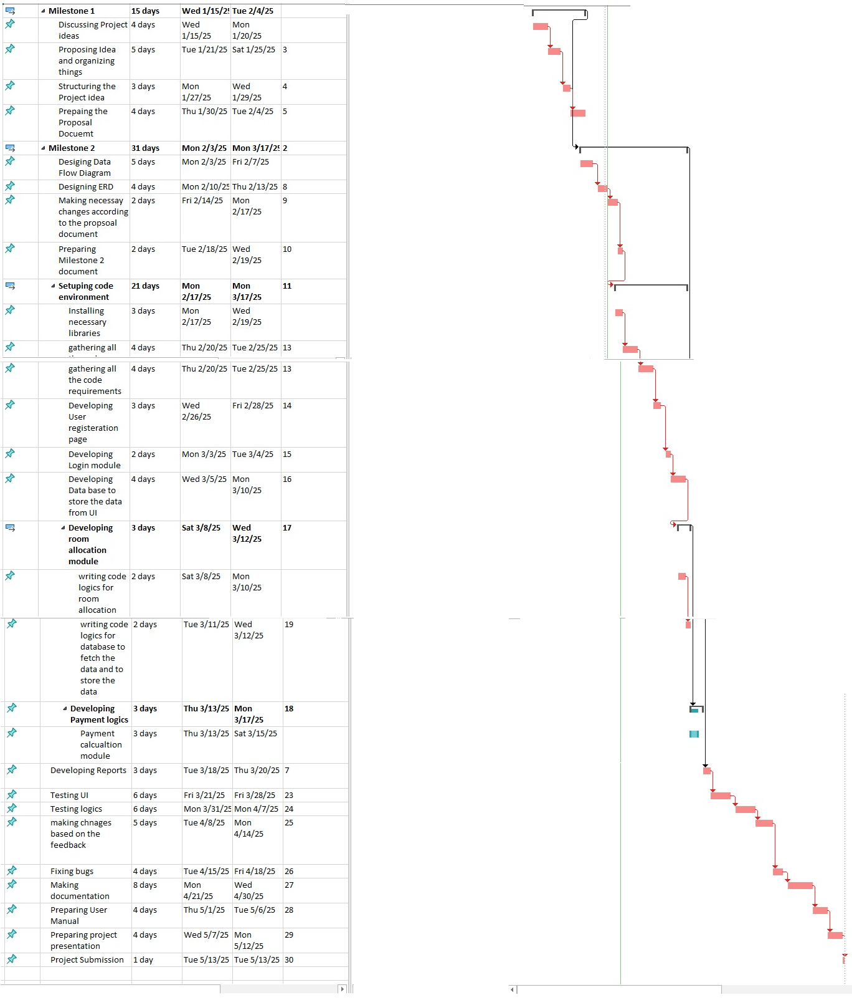 Milestone 1 15 days Wed 1/15/25 Tue 2/4/25
Discussing Project 4 days Wed Mon
ideas 1/15/25 1/20/25
Proposing Idea 5 days Tue 1/21/25 Sat 1/25/25 3
and organizing
things
Structuring the 3 days Mon Wed 4
Project idea 1/27/25 1/29/25
Prepaing the 4 days Thu 1/30/25 Tue 2/4/25 5
Proposal
Docuemt
Milestone 2 31 days Mon 2/3/25 Mon 3/17/25 2
Desiging Data 5 days Mon 2/3/25 Fri 2/7/25
Flow Diagram
Designing ERD 4 days Mon 2/10/25 Thu 2/13/25 8
Making necessay 2 days Fri 2/14/25 Mon 9
changes according 2/17/25
to the propsoal
document
Preparing 2 days Tue 2/18/25 Wed 10
Milestone 2 2/19/25
document
Setuping code 21 days Mon Mon 11
environment 2/17/25 3/17/25
Installing 3 days Mon Wed
necessary 2/17/25 2/19/25
libraries
gathering all 4 days Thu 2/20/25 Tue 2/25/25 13
gathering all 4 days Thu 2/20/25 Tue 2/25/25 13
the code
requirements
Developing 3 days Wed Fri 2/28/25 14
User 2/26/25
registeration
page
Developing 2 days Mon 3/3/25 Tue 3/4/25 15
Login module
Developing 4 days Wed 3/5/25 Mon 16
Data base to 3/10/25
store the data
from UI
Developing 3 days Sat 3/8/25 Wed 17
room 3/12/25
allocation
module
writing code 2 days Sat 3/8/25 Mon
logics for 3/10/25
room
allocation
writing code 2 days Tue 3/11/25 Wed 19
logics for 3/12/25
database to
fetch the
data and to
store the
data
Developing 3 days Thu 3/13/25 Mon 18
Payment logics 3/17/25
Payment 3 days Thu 3/13/25 Sat 3/15/25
calcualtion
module
Developing Reports 3 days Tue 3/18/25 Thu 3/20/25 7
Testing UI 6 days Fri 3/21/25 Fri 3/28/25 23
Testing logics 6 days Mon 3/31/25 Mon 4/7/25 24
making chnages 5 days Tue 4/8/25 Mon 25
based on the 4/14/25
feedback
Fixing bugs 4 days Tue 4/15/25 Fri 4/18/25 26
Making 8 days Mon Wed 27
documentation 4/21/25 4/30/25
Preparing User 4 days Thu 5/1/25 Tue 5/6/25 28
Manual
Preparing project 4 days Wed 5/7/25 Mon 29
presentation 5/12/25
Project Submission 1 day Tue 5/13/25 Tue 5/13/25 30